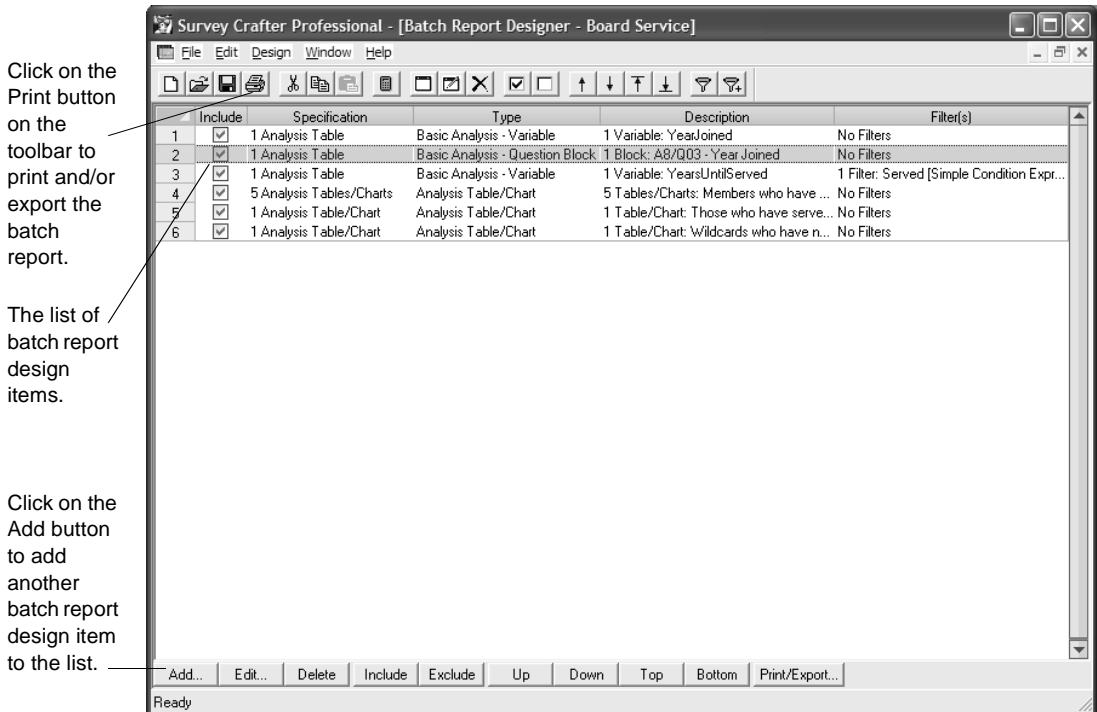 Survey Crafter Professional - [Batch Report Designer - Board Service]
File Edit Design Window Help
Click on the
Print button
on the
toolbar to
print and/or
export the
batch
report.
The list of
batch report
design
items.
Click on the
Add button
to add
another
batch report
design item
to the list.
Include Specification Type Description Filter(s)
1 1 Analysis Table Basic Analysis - Variable 1 Variable: YearJoined No Filters
2 1 Analysis Table Basic Analysis - Question Block 1 Block: A8/Q03 - Year Joined No Filters
3 1 Analysis Table Basic Analysis - Variable 1 Variable: YearsUntilServed 1 Filter: Served [Simple Condition Expr...
4 5 Analysis Tables/Charts Analysis Table/Chart 5 Tables/Charts: Members who have ... No Filters
5 1 Analysis Table/Chart Analysis Table/Chart 1 Table/Chart: Those who have serve... No Filters
6 1 Analysis Table/Chart Analysis Table/Chart 1 Table/Chart: Wildcards who have n... No Filters
Add... Edit... Delete Include Exclude Up Down Top Bottom Print/Export...
Ready